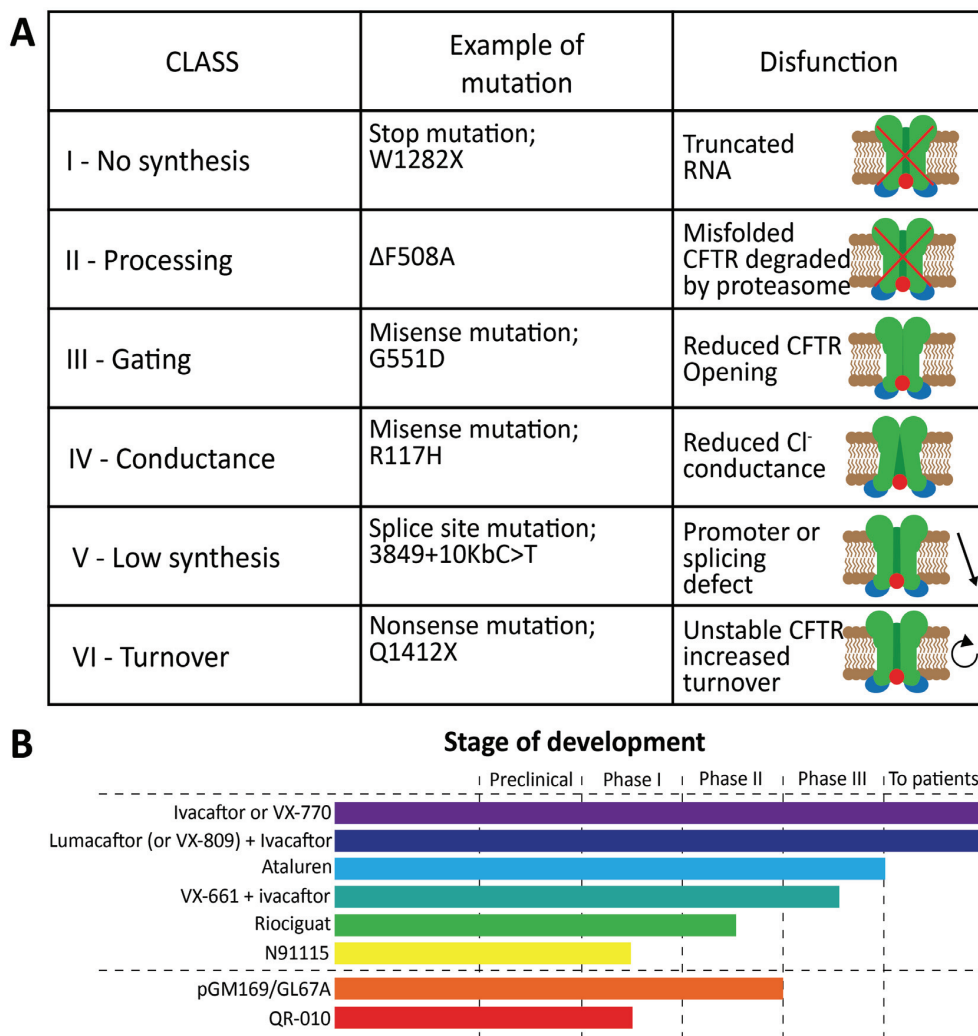 A
CLASS
Example of
mutation
Disfunction
I - No synthesis
Stop mutation;
W1282X
Truncated
RNA
II - Processing
ΔF508A
Misfolded
CFTR degraded
by proteasome
III - Gating
Misense mutation;
G551D
Reduced CFTR
Opening
IV - Conductance
Misense mutation;
R117H
Reduced Cl⁻
conductance
V - Low synthesis
Splice site mutation;
3849+10KbC>T
Promoter or
splicing
defect
VI - Turnover
Nonsense mutation;
Q1412X
Unstable CFTR
increased
turnover
B
Stage of development
Preclinical Phase I Phase II Phase III To patients
Ivacaftor or VX-770
Lumacaftor (or VX-809) + Ivacaftor
Ataluren
VX-661 + ivacaftor
Riociguat
N91115
pGM169/GL67A
QR-010